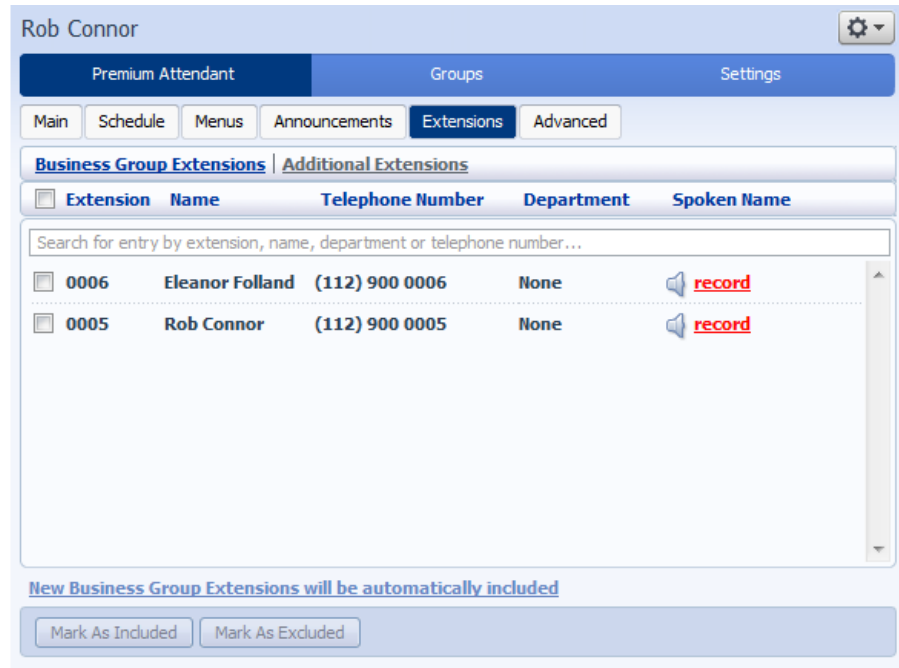 Rob Connor
Premium Attendant Groups Settings
Main Schedule Menus Announcements Extensions Advanced
Business Group Extensions | Additional Extensions
Extension Name Telephone Number Department Spoken Name
Search for entry by extension, name, department or telephone number...
0006 Eleanor Folland (112) 900 0006 None record
0005 Rob Connor (112) 900 0005 None record
New Business Group Extensions will be automatically included
Mark As Included Mark As Excluded